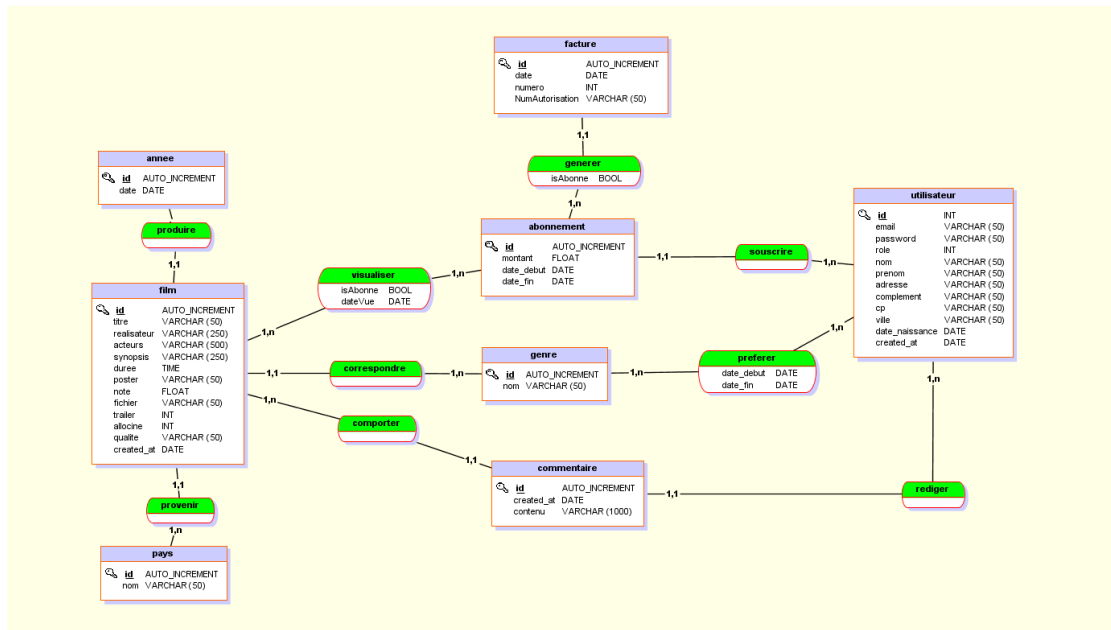 facture
id AUTO_INCREMENT
date DATE
numero INT
NumAutorisation VARCHAR (50)
1,1
generer
isAbonne BOOL
1,n
annee
id AUTO_INCREMENT
date DATE
produire
1,1
utilisateur
id INT
email VARCHAR (50)
password VARCHAR (50)
role INT
nom VARCHAR (50)
prenom VARCHAR (50)
adresse VARCHAR (50)
complement VARCHAR (50)
cp VARCHAR (50)
ville VARCHAR (50)
date_naissance DATE
created_at DATE
abonnement
id AUTO_INCREMENT
montant FLOAT
date_debut DATE
date_fin DATE
1,1
souscrire
1,n
visualiser
isAbonne BOOL
dateVue DATE
1,n
1,n
film
id AUTO_INCREMENT
titre VARCHAR (50)
realisateur VARCHAR (250)
acteurs VARCHAR (500)
synopsis VARCHAR (250)
duree TIME
poster VARCHAR (50)
note FLOAT
fichier VARCHAR (50)
trailer INT
allocine INT
qualite VARCHAR (50)
created_at DATE
1,1
correspondre
1,n
genre
id AUTO_INCREMENT
nom VARCHAR (50)
1,n
preferer
date_debut DATE
date_fin DATE
1,n
1,n
comporter
1,1
commentaire
id AUTO_INCREMENT
created_at DATE
contenu VARCHAR (1000)
1,1
rediger
1,n
1,1
provenir
1,n
pays
id AUTO_INCREMENT
nom VARCHAR (50)